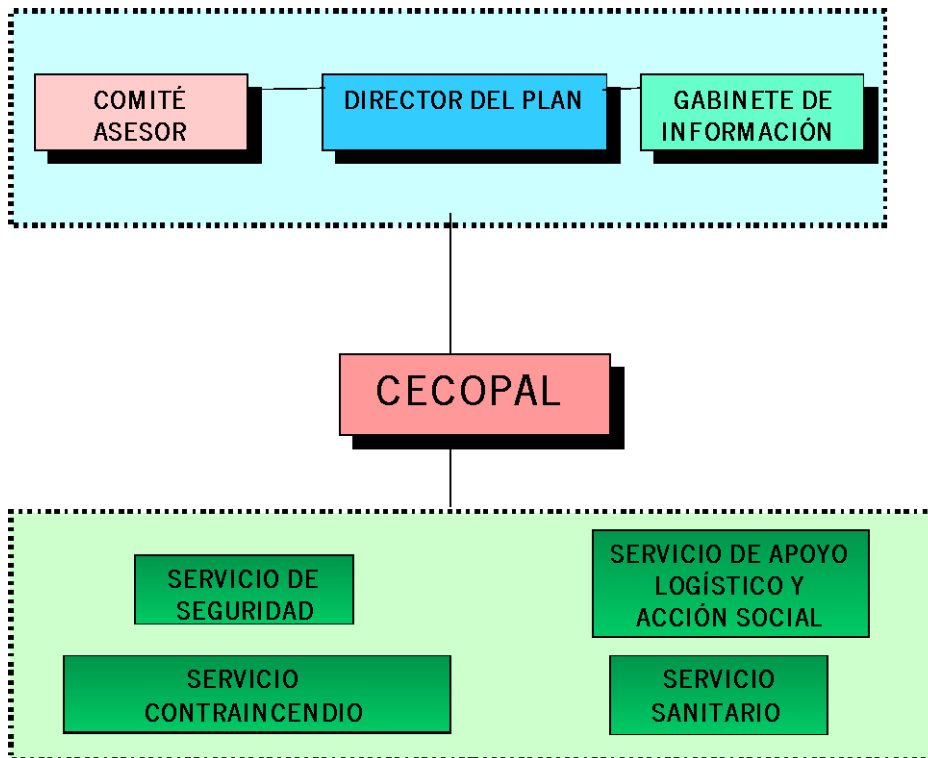 COMITÉ
ASESOR
DIRECTOR DEL PLAN
GABINETE DE
INFORMACIÓN
CECOPAL
SERVICIO DE
SEGURIDAD
SERVICIO DE APOYO
LOGÍSTICO Y
ACCIÓN SOCIAL
SERVICIO
CONTRAINCENDIO
SERVICIO
SANITARIO